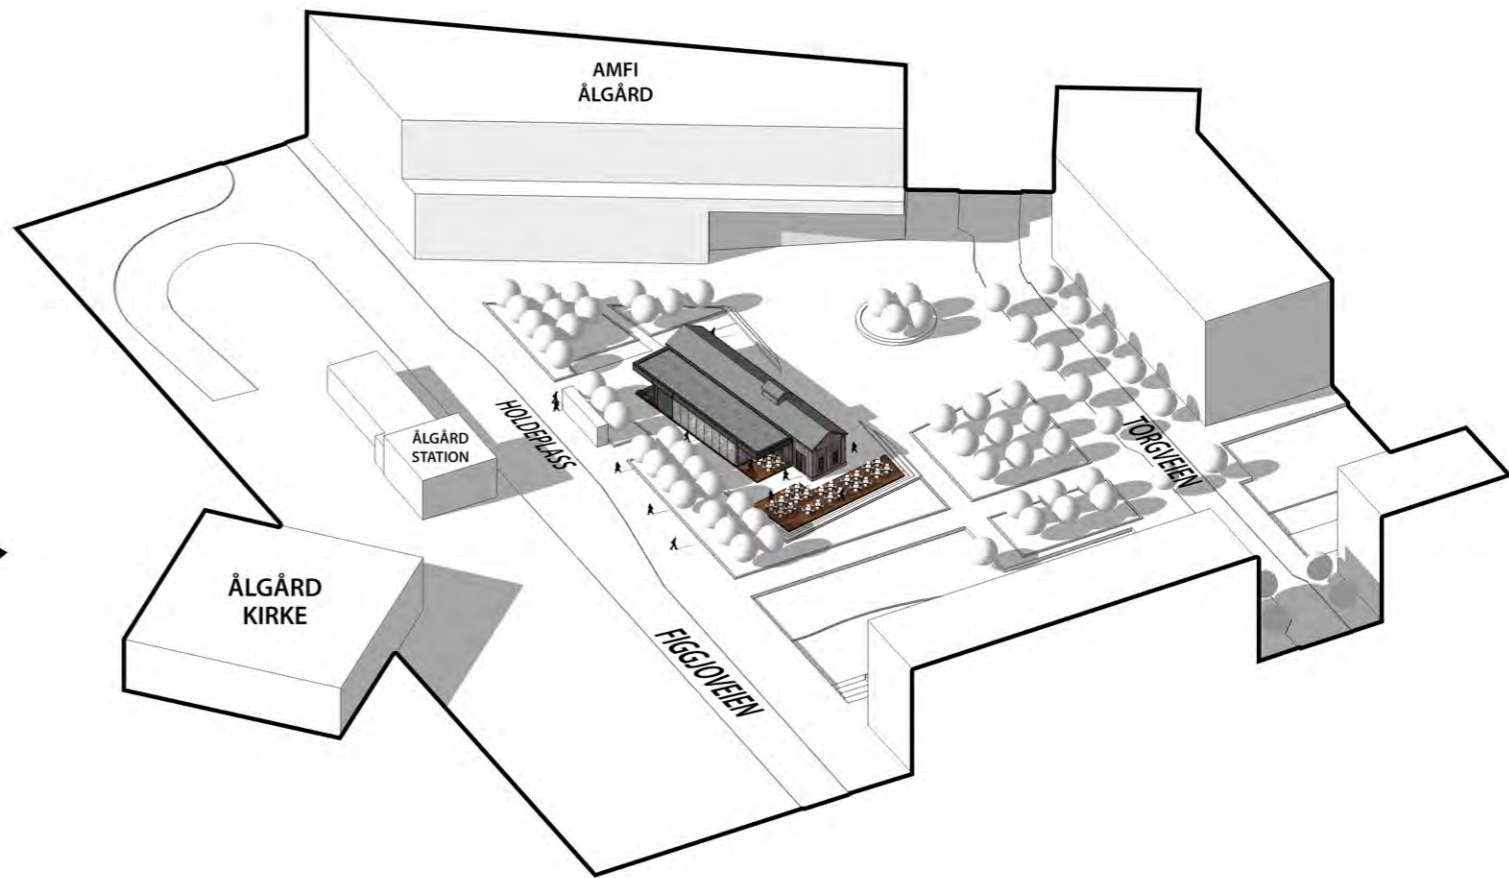 AMFI
ÅLGÅRD
HOLDEPLASS
ÅLGÅRD
STATION
TORGVEIEN
ÅLGÅRD
KIRKE
FIGGJOVEIEN